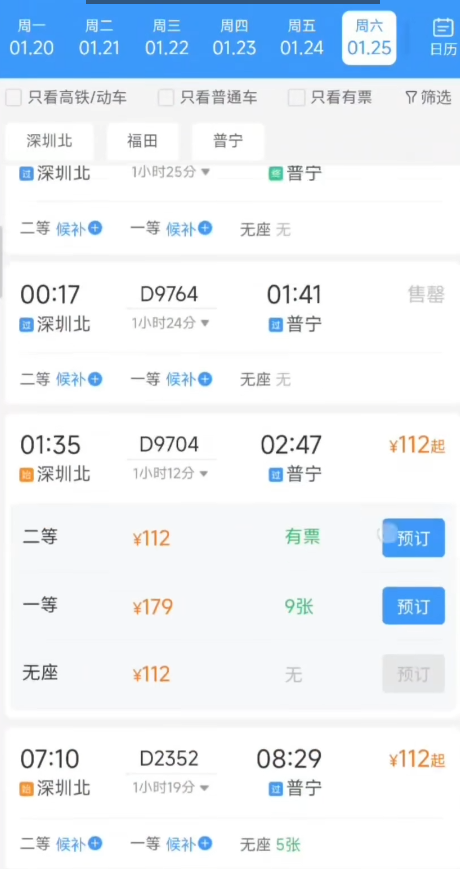 周一 周二 周三 周四 周五 周六
01.20 01.21 01.22 01.23 01.24 01.25 日历
只看高铁/动车 只看普通车 只看有票 筛选
深圳北 福田 普宁
过 深圳北 1小时25分 终 普宁
二等 候补 一等 候补 无座 无
00:17 D9764 01:41 售罄
过 深圳北 1小时24分 过 普宁
二等 候补 一等 候补 无座 无
01:35 D9704 02:47 ¥112起
始 深圳北 1小时12分 过 普宁
二等 ¥112 有票 预订
一等 ¥179 9张 预订
无座 ¥112 无 预订
07:10 D2352 08:29 ¥112起
始 深圳北 1小时19分 过 普宁
二等 候补 一等 候补 无座 5张